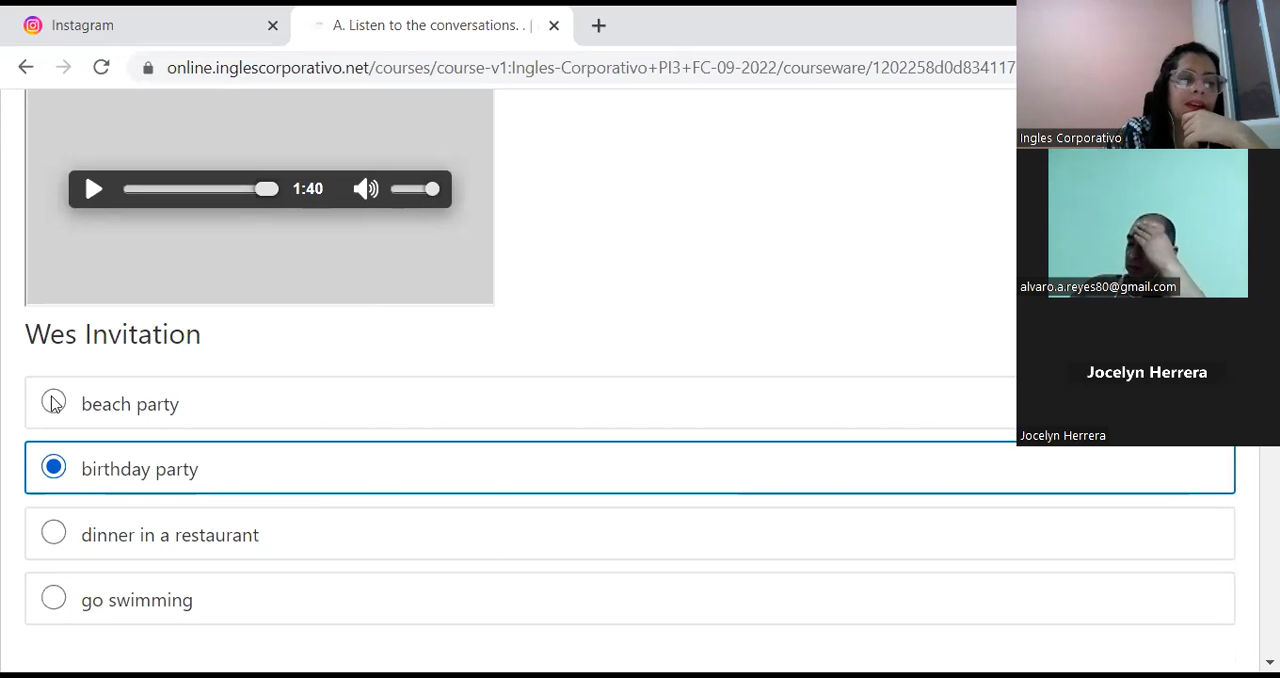 Instagram
A. Listen to the conversations. . |
online.inglescorporativo.net/courses/course-v1:Ingles-Corporativo+PI3+FC-09-2022/courseware/1202258d0d834117
1:40
Wes Invitation
beach party
birthday party
dinner in a restaurant
go swimming
Ingles Corporativo
alvaro.a.reyes80@gmail.com
Jocelyn Herrera
Jocelyn Herrera